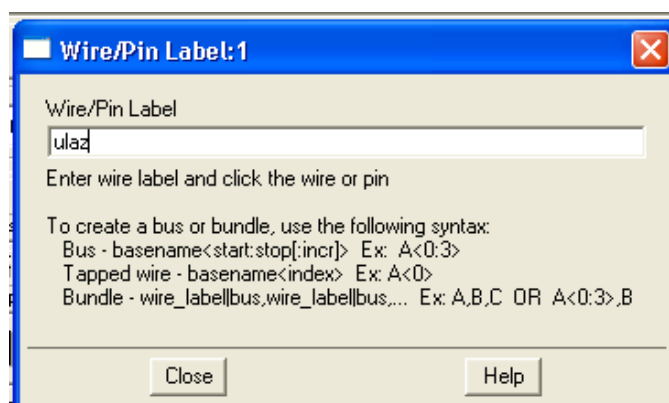 Wire/Pin Label:1
Wire/Pin Label
ulaz
Enter wire label and click the wire or pin
To create a bus or bundle, use the following syntax:
Bus - basename<start:stop[:incr]> Ex: A<0:3>
Tapped wire - basename<index> Ex: A<0>
Bundle - wire_label|bus,wire_label|bus,... Ex: A,B,C OR A<0:3>,B
Close
Help